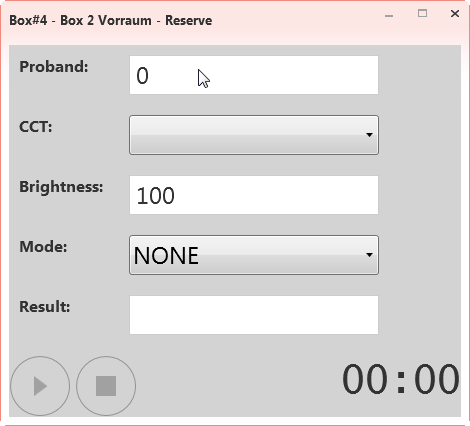 Box#4 - Box 2 Vorraum - Reserve
Proband: 0
CCT:
Brightness: 100
Mode: NONE
Result:
00:00